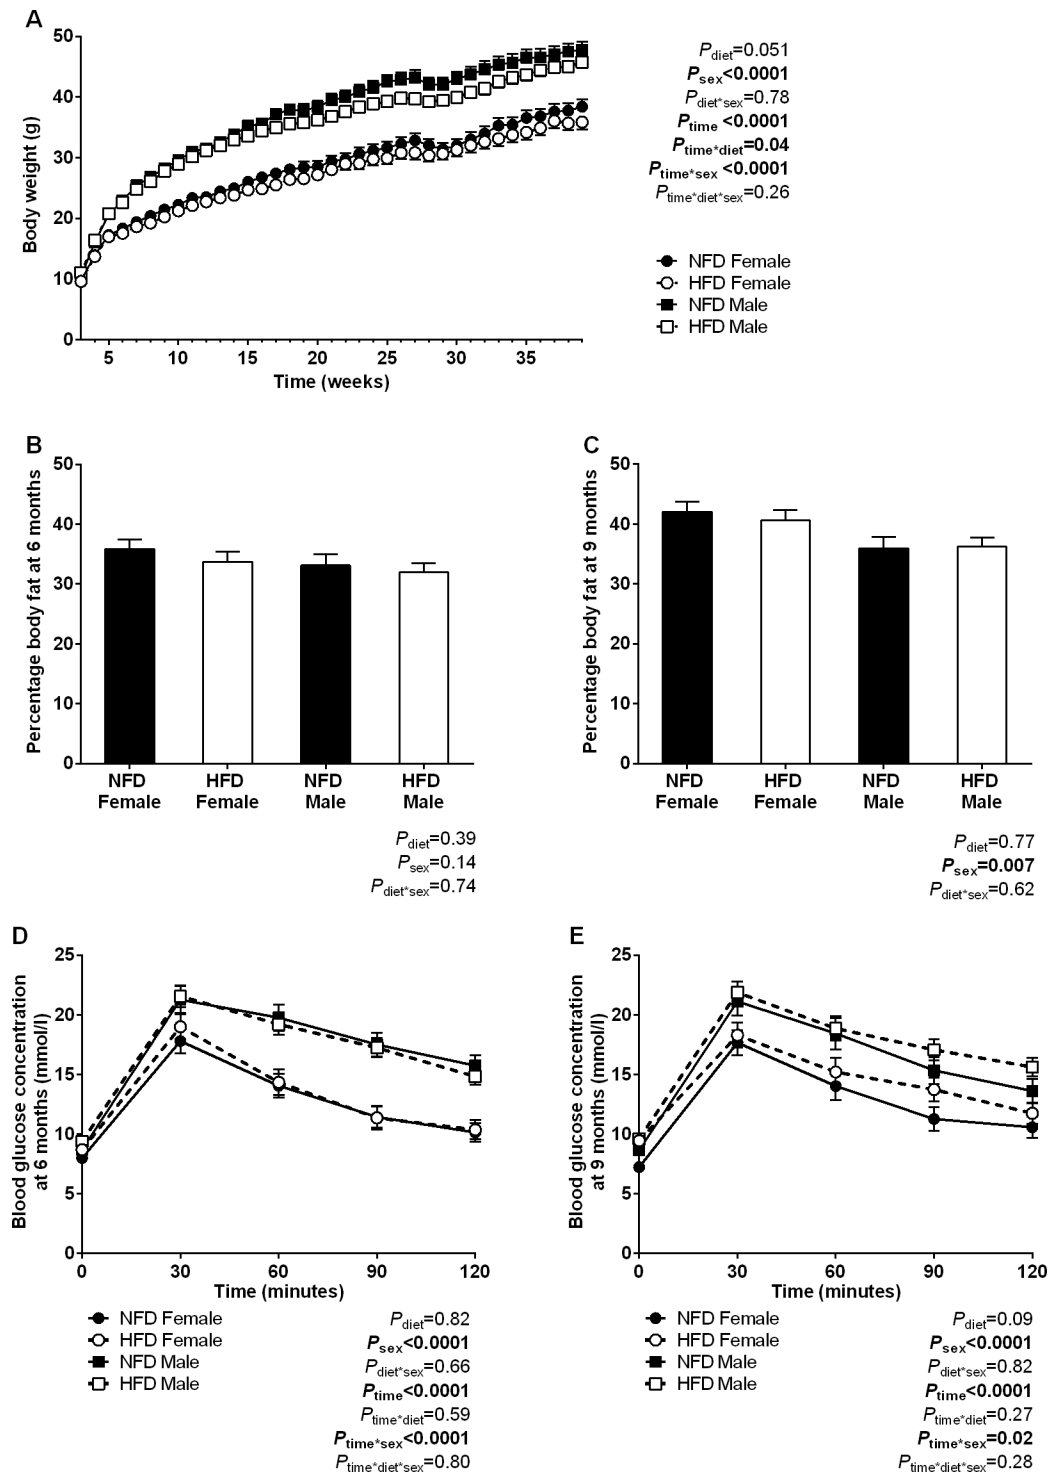 A
50
40
30
20
10
0
Body weight (g)
5 10 15 20 25 30 35
Time (weeks)
Pdiet=0.051
Psex<0.0001
Pdiet*sex=0.78
Ptime <0.0001
Ptime*diet=0.04
Ptime*sex <0.0001
Ptime*diet*sex=0.26
NFD Female
HFD Female
NFD Male
HFD Male
B
50
40
30
20
10
0
Percentage body fat at 6 months
NFD HFD NFD HFD
Female Female Male Male
Pdiet=0.39
Psex=0.14
Pdiet*sex=0.74
C
50
40
30
20
10
0
Percentage body fat at 9 months
NFD HFD NFD HFD
Female Female Male Male
Pdiet=0.77
Psex=0.007
Pdiet*sex=0.62
D
25
20
15
10
5
0
Blood glucose concentration
at 6 months (mmol/l)
0 30 60 90 120
Time (minutes)
NFD Female
HFD Female
NFD Male
HFD Male
Pdiet=0.82
Psex<0.0001
Pdiet*sex=0.66
Ptime<0.0001
Ptime*diet=0.59
Ptime*sex<0.0001
Ptime*diet*sex=0.80
E
25
20
15
10
5
0
Blood glucose concentration
at 9 months (mmol/l)
0 30 60 90 120
Time (minutes)
NFD Female
HFD Female
NFD Male
HFD Male
Pdiet=0.09
Psex<0.0001
Pdiet*sex=0.82
Ptime<0.0001
Ptime*diet=0.27
Ptime*sex=0.02
Ptime*diet*sex=0.28